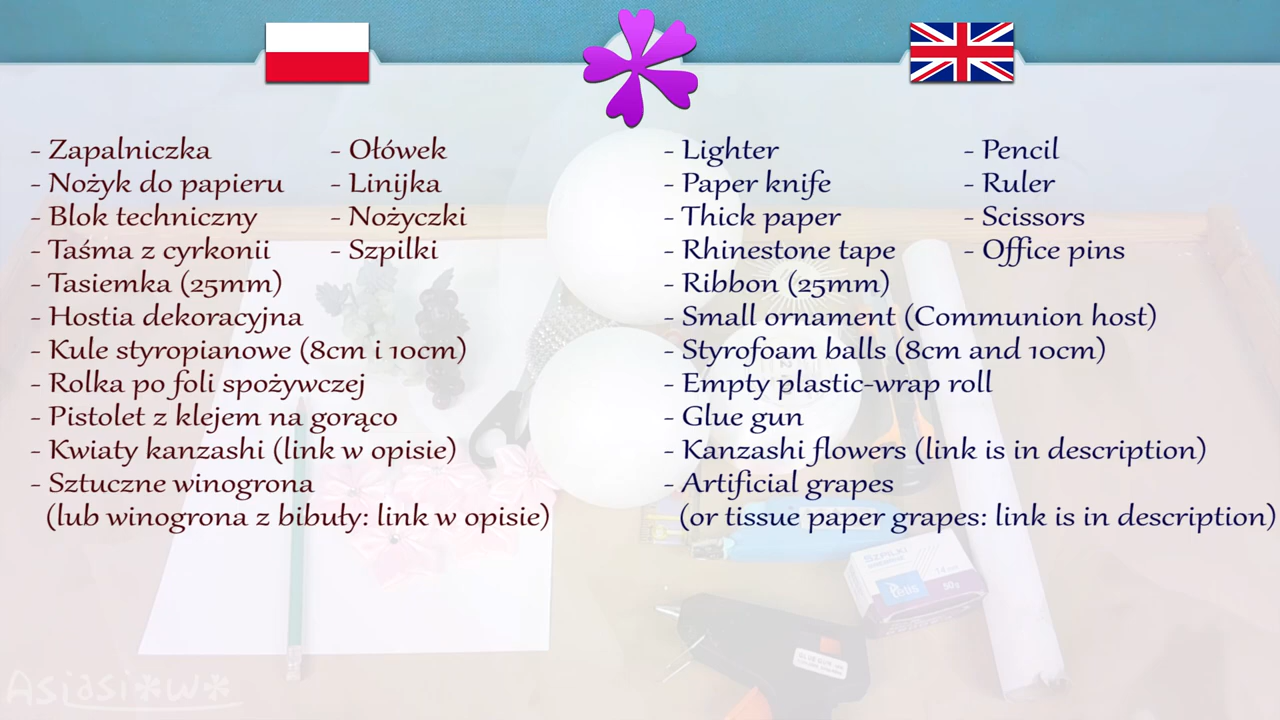 - Zapalniczka
- Nożyk do papieru
- Blok techniczny
- Taśma z cyrkonii
- Tasiemka (25mm)
- Hostia dekoracyjna
- Kule styropianowe (8cm i 10cm)
- Rolka po foli spożywczej
- Pistolet z klejem na gorąco
- Kwiaty kanzashi (link w opisie)
- Sztuczne winogrona
(lub winogrona z bibuły: link w opisie)
- Ołówek
- Linijka
- Nożyczki
- Szpilki
- Lighter
- Paper knife
- Thick paper
- Rhinestone tape
- Ribbon (25mm)
- Small ornament (Communion host)
- Styrofoam balls (8cm and 10cm)
- Empty plastic-wrap roll
- Glue gun
- Kanzashi flowers (link is in description)
- Artificial grapes
(or tissue paper grapes: link is in description)
- Pencil
- Ruler
- Scissors
- Office pins
SZPILKI
14 mm
50g
Asiasi*w*